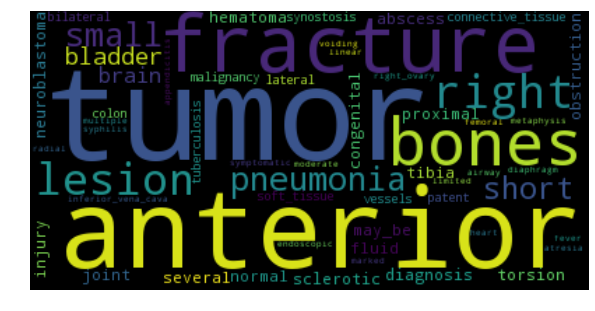 bilateral hematoma synostosis abscess connective_tissue
small fracture
bladder voiding linear
neuroblastoma brain malignancy lateral right_ovary obstruction
tumor right
colon appendicitis congenital proximal
multiple syphilis tuberculosis femoral metaphysis
radial bones
lesion symptomatic moderate airway diaphragm
pneumonia tibia limited short
inferior_vena_cava soft_tissue vessels patent
anterior
injury may_be heart fever
endoscopic fluid atresia
joint marked
several normal sclerotic diagnosis torsion